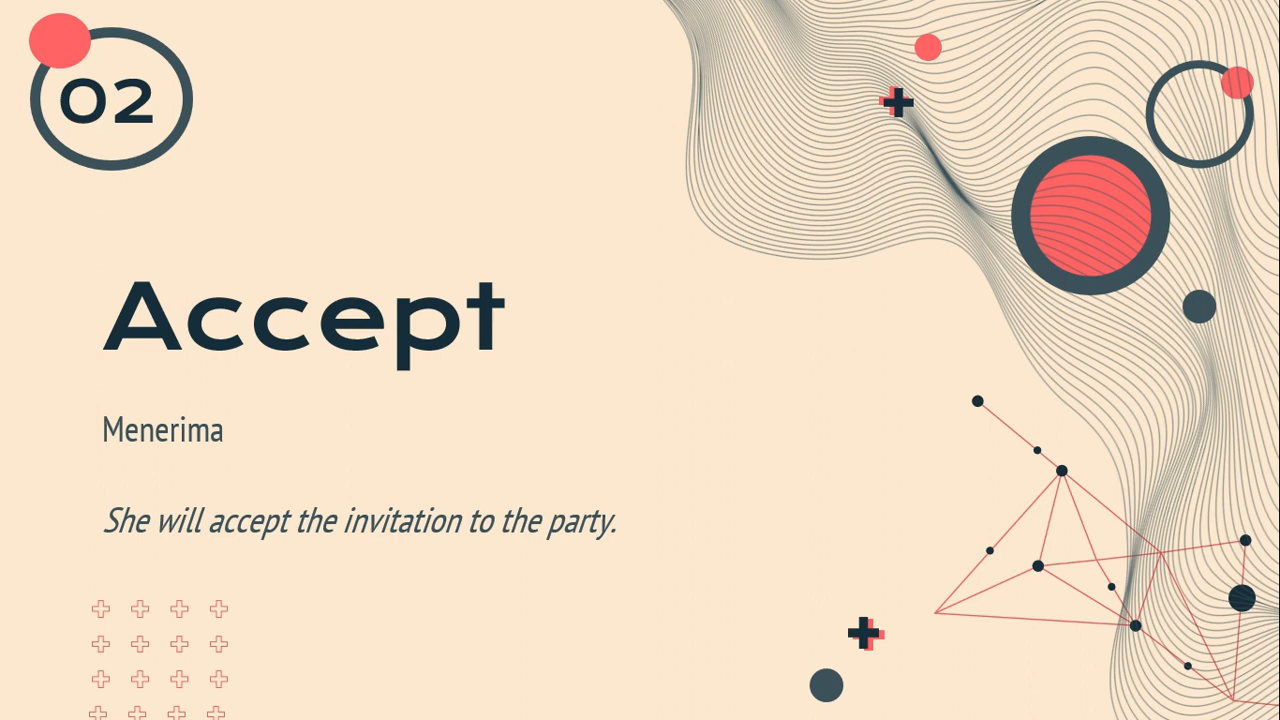 02
Accept
Menerima
She will accept the invitation to the party.